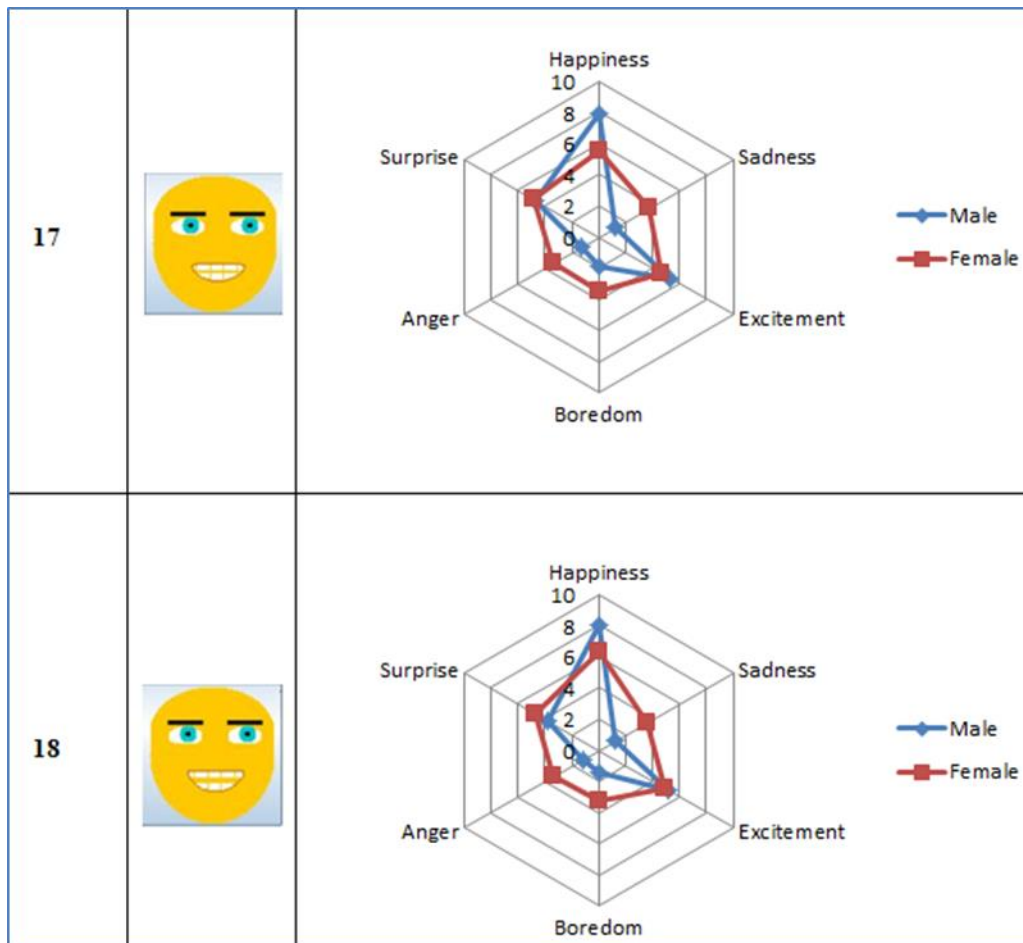 17
Happiness
10
8
6
4
2
0
Surprise
Sadness
Anger
Excitement
Boredom
Male
Female
18
Happiness
10
8
6
4
2
0
Surprise
Sadness
Anger
Excitement
Boredom
Male
Female